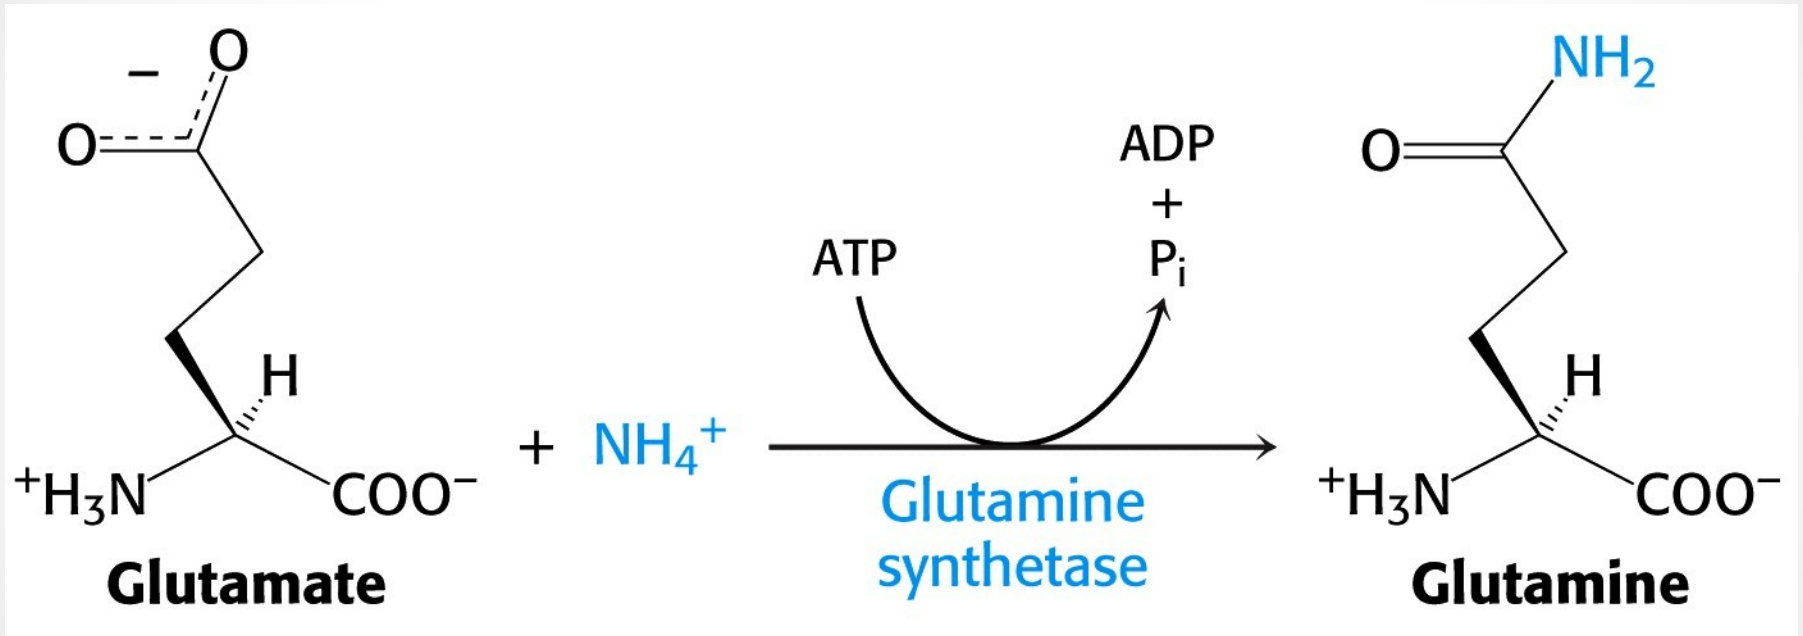 O
–
O
H
⁺H₃N
COO⁻
Glutamate
+ NH₄⁺
ATP
ADP
+
Pᵢ
Glutamine
synthetase
NH₂
O
H
⁺H₃N
COO⁻
Glutamine